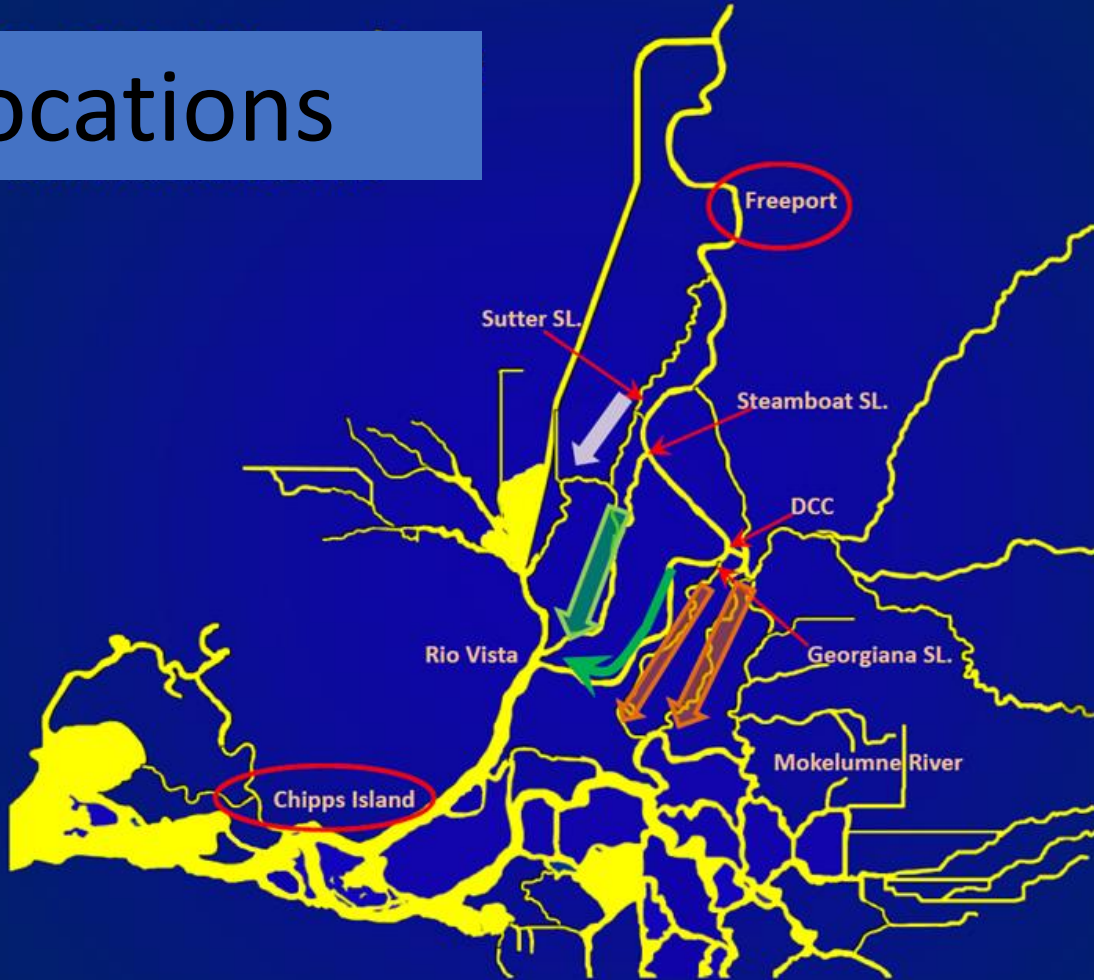 ocations
Freeport
Sutter SL.
Steamboat SL.
DCC
Rio Vista
Georgiana SL.
Mokelumne River
Chipps Island